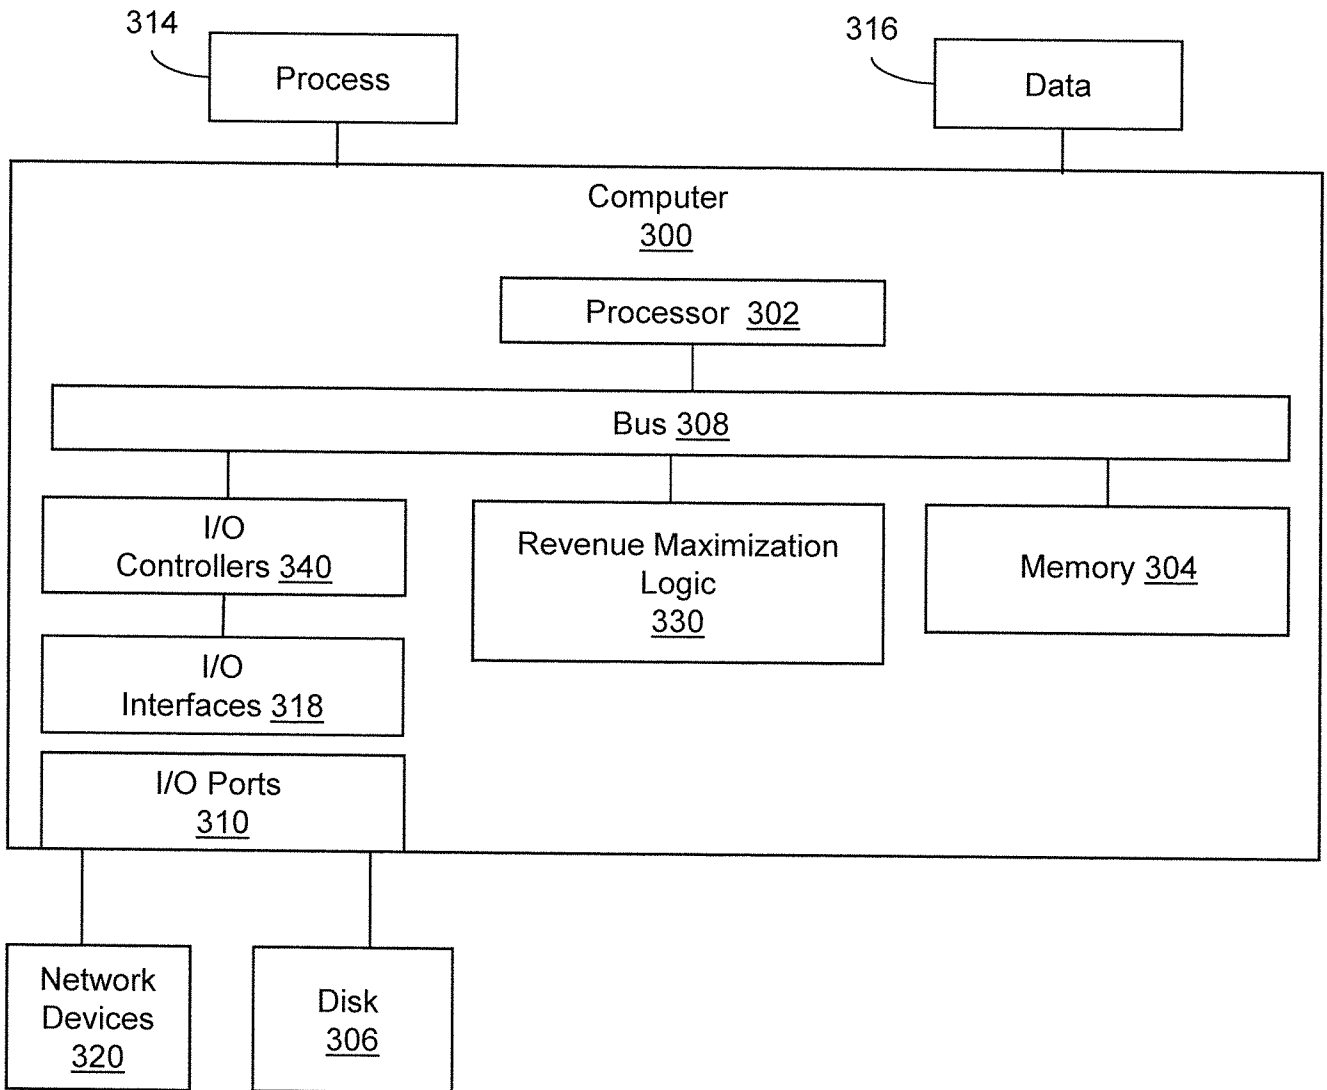 314
Process
316
Data
Computer
300
Processor 302
Bus 308
I/O
Controllers 340
Revenue Maximization
Logic
330
Memory 304
I/O
Interfaces 318
I/O Ports
310
Network
Devices
320
Disk
306